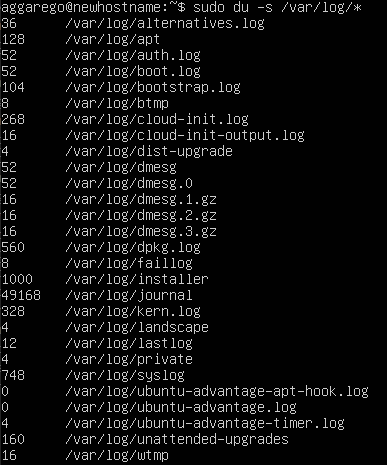 aggarego@newhostname:~$ sudo du -s /var/log/*
36 /var/log/alternatives.log
128 /var/log/apt
52 /var/log/auth.log
52 /var/log/boot.log
104 /var/log/bootstrap.log
8 /var/log/btmp
268 /var/log/cloud-init.log
16 /var/log/cloud-init-output.log
4 /var/log/dist-upgrade
52 /var/log/dmesg
52 /var/log/dmesg.0
16 /var/log/dmesg.1.gz
16 /var/log/dmesg.2.gz
16 /var/log/dmesg.3.gz
560 /var/log/dpkg.log
8 /var/log/faillog
1000 /var/log/installer
49168 /var/log/journal
328 /var/log/kern.log
4 /var/log/landscape
12 /var/log/lastlog
4 /var/log/private
748 /var/log/syslog
0 /var/log/ubuntu-advantage-apt-hook.log
0 /var/log/ubuntu-advantage.log
4 /var/log/ubuntu-advantage-timer.log
160 /var/log/unattended-upgrades
16 /var/log/wtmp